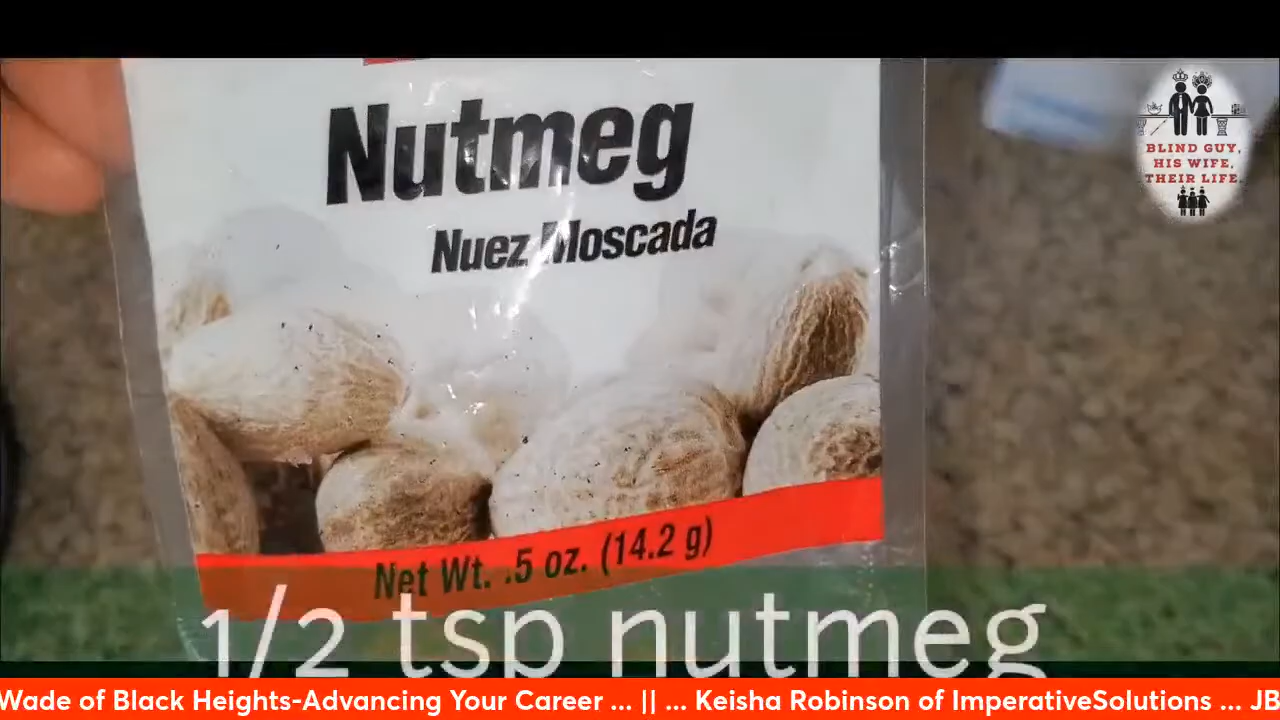 Nutmeg
Nuez Moscada
BLIND GUY,
HIS WIFE,
THEIR LIFE.
Net Wt. .5 oz. (14.2 g)
1/2 tsp nutmeg
Wade of Black Heights-Advancing Your Career ... || ... Keisha Robinson of ImperativeSolutions ... JB